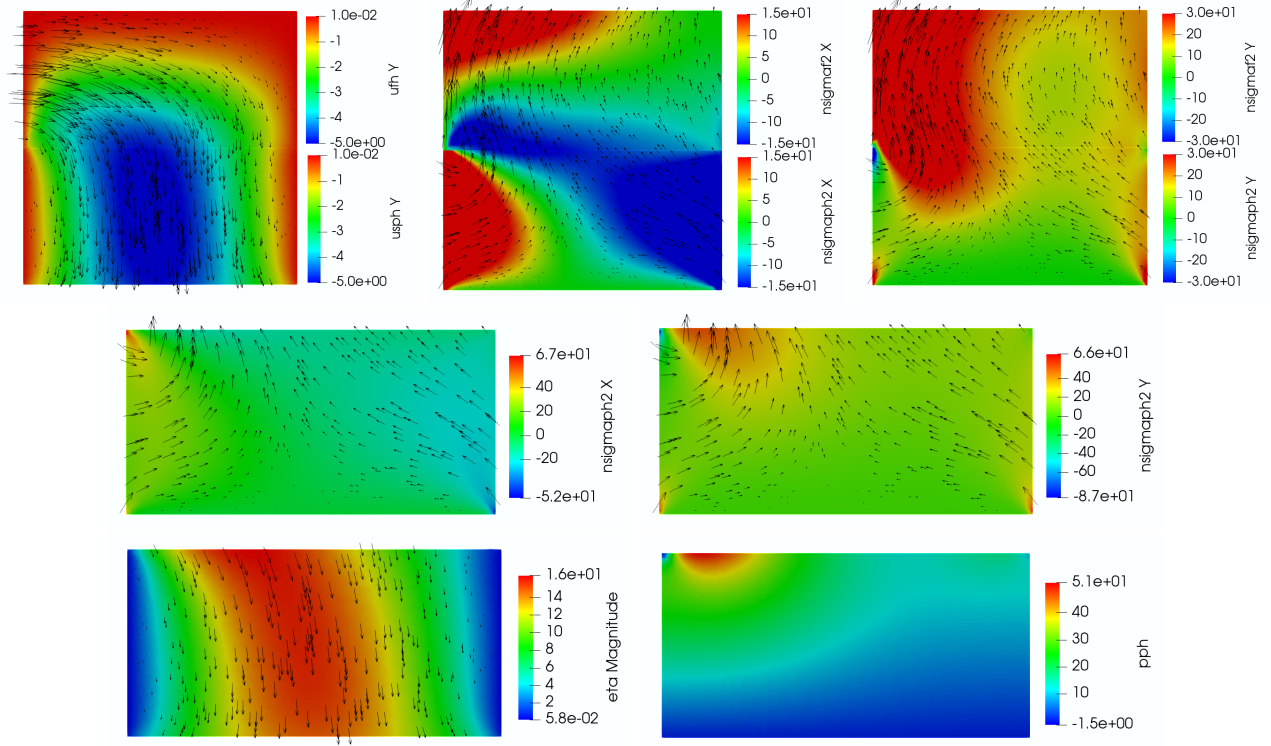 1.0e-02
-1
-2
-3
-4
-5.0e+00
ufh Y
1.0e-02
-1
-2
-3
-4
-5.0e+00
usph Y
1.5e+01
10
5
0
-5
-10
-1.5e+01
nsigmaf2 X
1.5e+01
10
5
0
-5
-10
-1.5e+01
nsigmaph2 X
3.0e+01
20
10
0
-10
-20
-3.0e+01
nsigmaf2 Y
3.0e+01
20
10
0
-10
-20
-3.0e+01
nsigmaph2 Y
6.7e+01
40
20
0
-20
-5.2e+01
nsigmaph2 X
6.6e+01
40
20
0
-20
-40
-60
-8.7e+01
nsigmaph2 Y
1.6e+01
14
12
10
8
6
4
2
5.8e-02
eta Magnitude
5.1e+01
40
30
20
10
-1.5e+00
pph